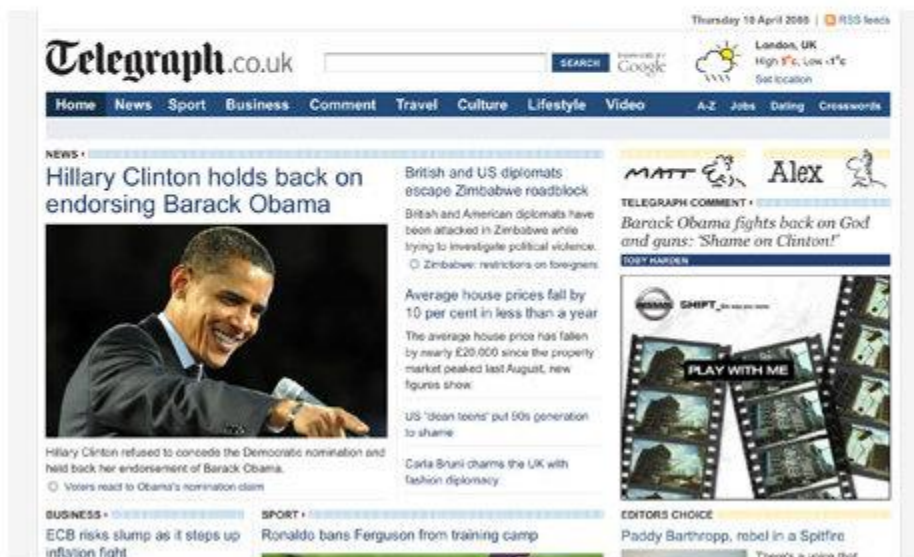 Thursday 10 April 2008 | RSS feeds
Telegraph.co.uk
SEARCH
Google
London, UK
High 5°c, Low -1°c
Set location
Home News Sport Business Comment Travel Culture Lifestyle Video A-Z Jobs Dating Crosswords
NEWS
Hillary Clinton holds back on
endorsing Barack Obama
Hillary Clinton refused to concede the Democratic nomination and
held back her endorsement of Barack Obama.
Voters react to Obama's nomination claim
British and US diplomats
escape Zimbabwe roadblock
British and American diplomats have
been attacked in Zimbabwe while
trying to investigate political violence.
Zimbabwe: restrictions on foreigners
Average house prices fall by
10 per cent in less than a year
The average house price has fallen
by nearly £20,000 since the property
market peaked last August, new
figures show.
US 'clean teens' put 90s generation
to shame
Carla Bruni charms the UK with
fashion diplomacy.
MATT
Alex
TELEGRAPH COMMENT
Barack Obama fights back on God
and guns: 'Shame on Clinton!'
TOBY HARDEN
NISSAN
SHIFT_
PLAY WITH ME
BUSINESS
ECB risks slump as it steps up
inflation fight
SPORT
Ronaldo bans Ferguson from training camp
EDITORS CHOICE
Paddy Barthropp, rebel in a Spitfire